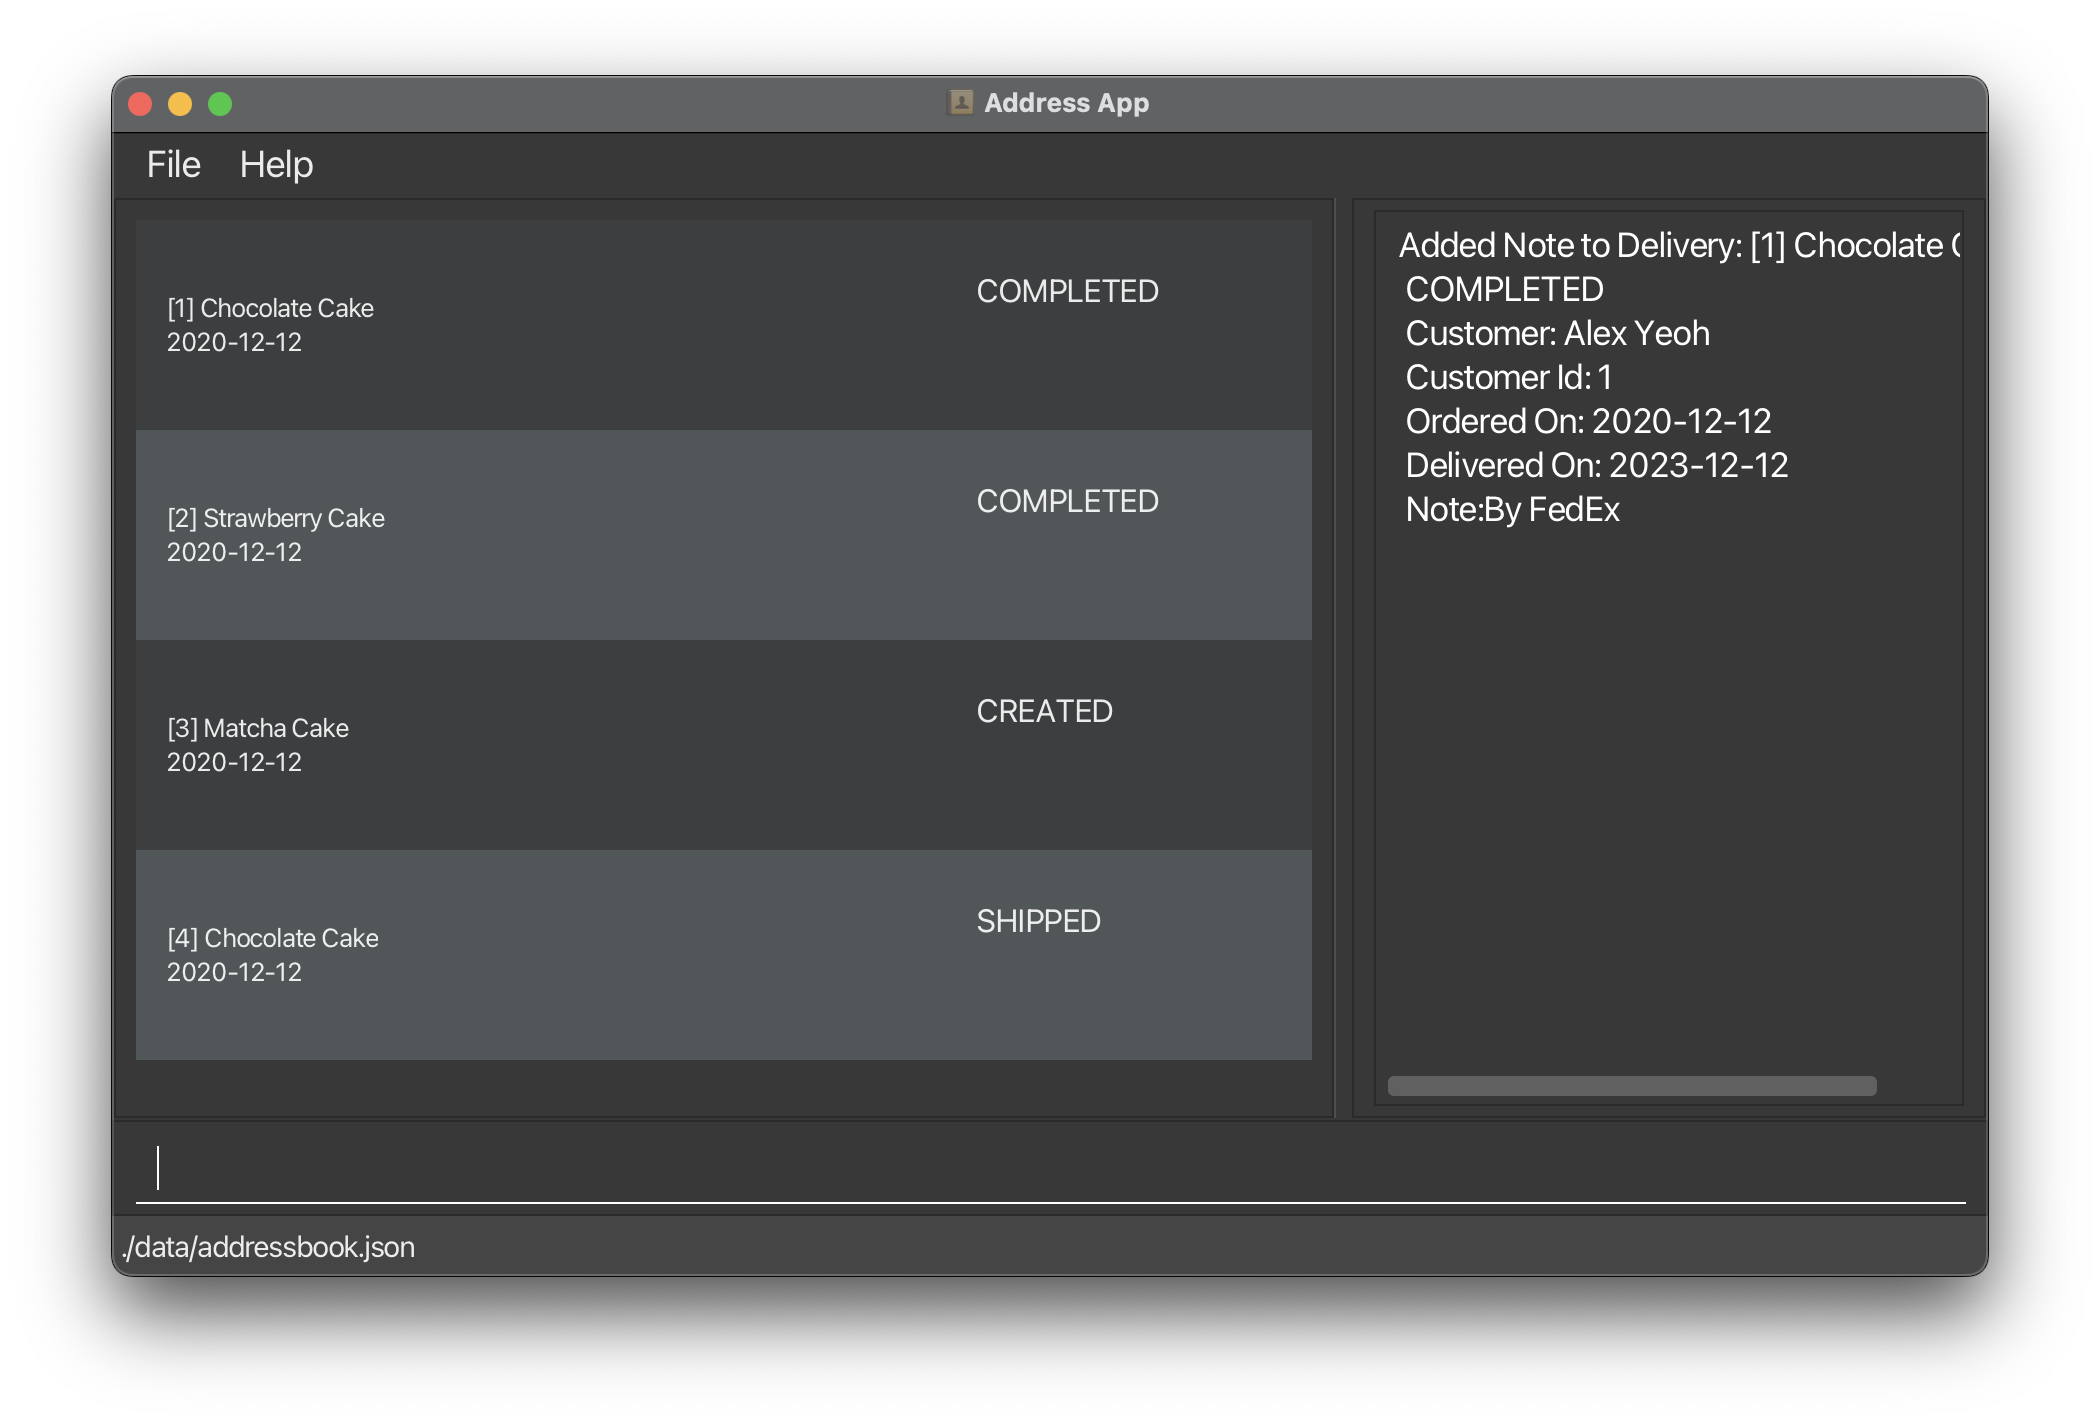 Address App
File Help
[1] Chocolate Cake
2020-12-12
COMPLETED
[2] Strawberry Cake
2020-12-12
COMPLETED
[3] Matcha Cake
2020-12-12
CREATED
[4] Chocolate Cake
2020-12-12
SHIPPED
Added Note to Delivery: [1] Chocolate
COMPLETED
Customer: Alex Yeoh
Customer Id: 1
Ordered On: 2020-12-12
Delivered On: 2023-12-12
Note:By FedEx
./data/addressbook.json